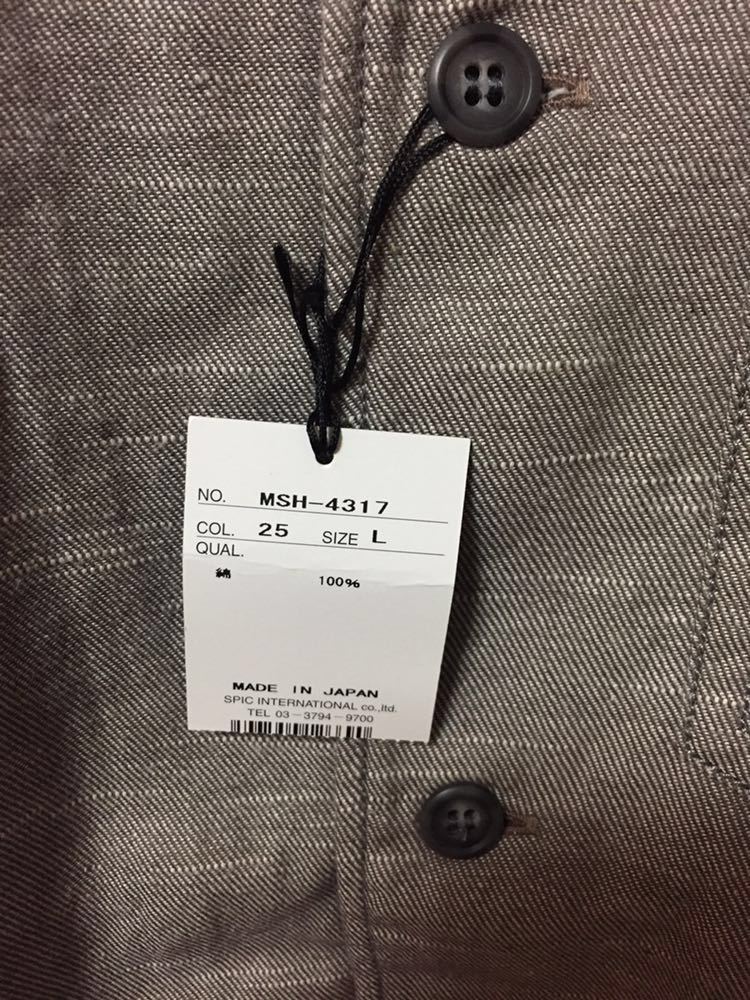 NO. MSH-4317
COL. 25 SIZE L
QUAL.
綿 100%
MADE IN JAPAN
SPIC INTERNATIONAL co.,ltd.
TEL 03-3794-9700